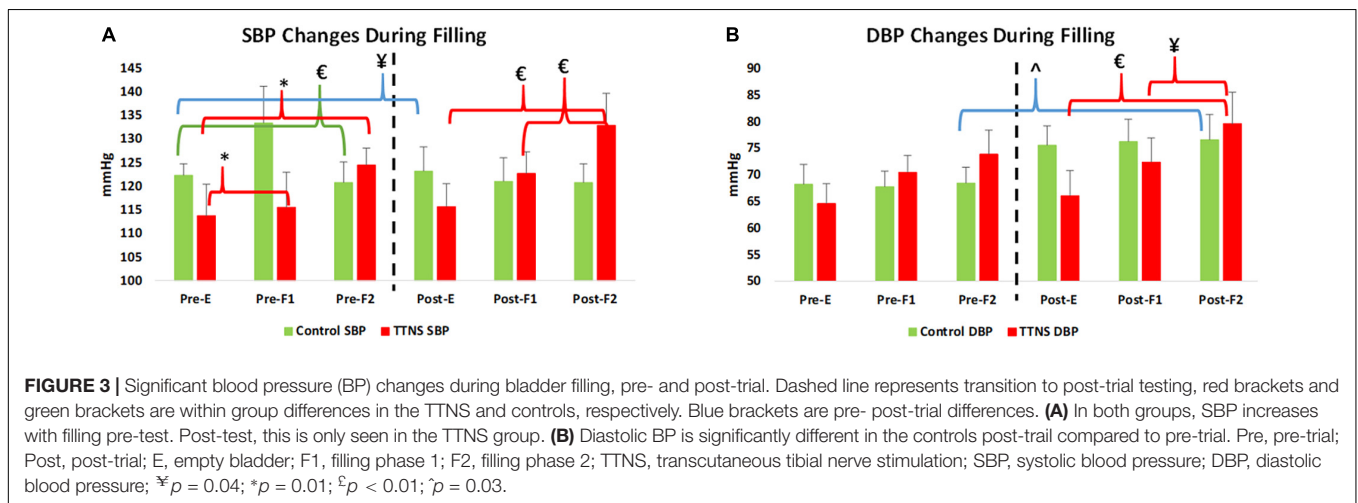 A
SBP Changes During Filling
mmHg
145
140
135
130
125
120
115
110
105
100
*
*
€
¥
€
€
Pre-E Pre-F1 Pre-F2 Post-E Post-F1 Post-F2
Control SBP TTNS SBP
B
DBP Changes During Filling
mmHg
90
85
80
75
70
65
60
55
50
^
€
¥
Pre-E Pre-F1 Pre-F2 Post-E Post-F1 Post-F2
Control DBP TTNS DBP
FIGURE 3 | Significant blood pressure (BP) changes during bladder filling, pre- and post-trial. Dashed line represents transition to post-trial testing, red brackets and
green brackets are within group differences in the TTNS and controls, respectively. Blue brackets are pre- post-trial differences. (A) In both groups, SBP increases
with filling pre-test. Post-test, this is only seen in the TTNS group. (B) Diastolic BP is significantly different in the controls post-trail compared to pre-trial. Pre, pre-trial;
Post, post-trial; E, empty bladder; F1, filling phase 1; F2, filling phase 2; TTNS, transcutaneous tibial nerve stimulation; SBP, systolic blood pressure; DBP, diastolic
blood pressure; ¥p = 0.04; *p = 0.01; £p < 0.01; ^p = 0.03.